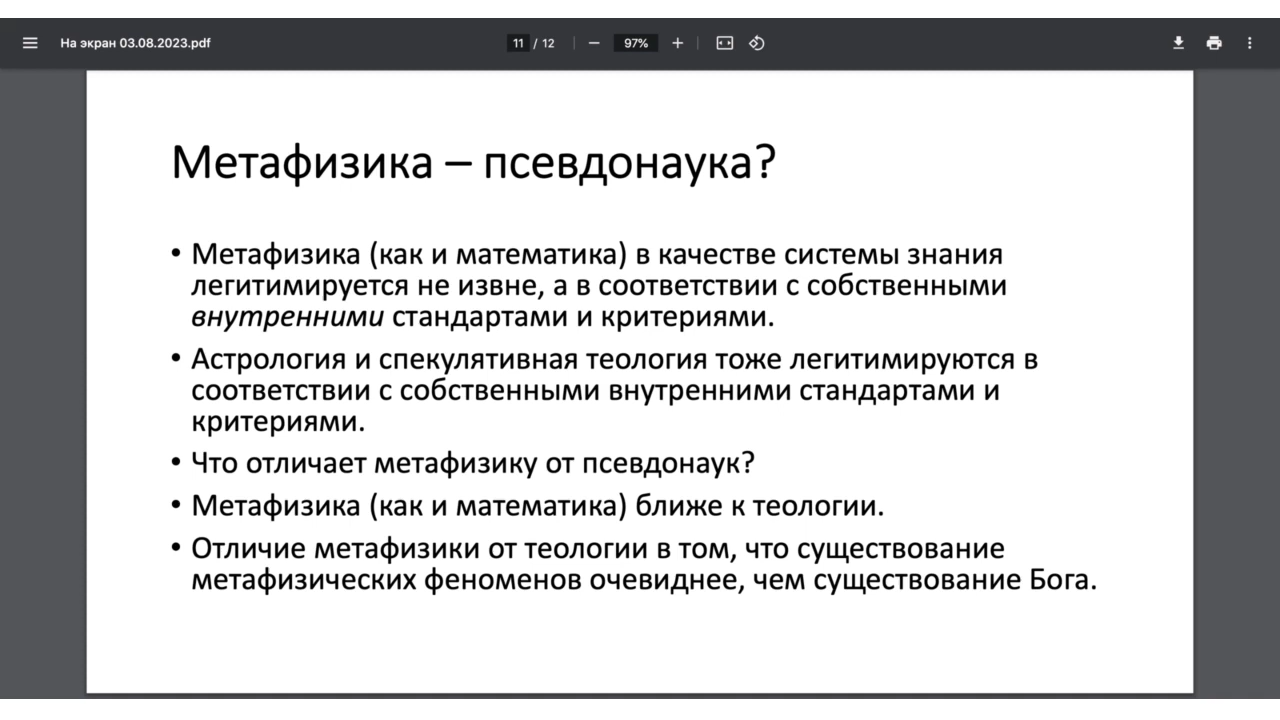 На экран 03.08.2023.pdf
11 / 12
97%
Метафизика – псевдонаука?
• Метафизика (как и математика) в качестве системы знания
легитимируется не извне, а в соответствии с собственными
внутренними стандартами и критериями.
• Астрология и спекулятивная теология тоже легитимируются в
соответствии с собственными внутренними стандартами и
критериями.
• Что отличает метафизику от псевдонаук?
• Метафизика (как и математика) ближе к теологии.
• Отличие метафизики от теологии в том, что существование
метафизических феноменов очевиднее, чем существование Бога.